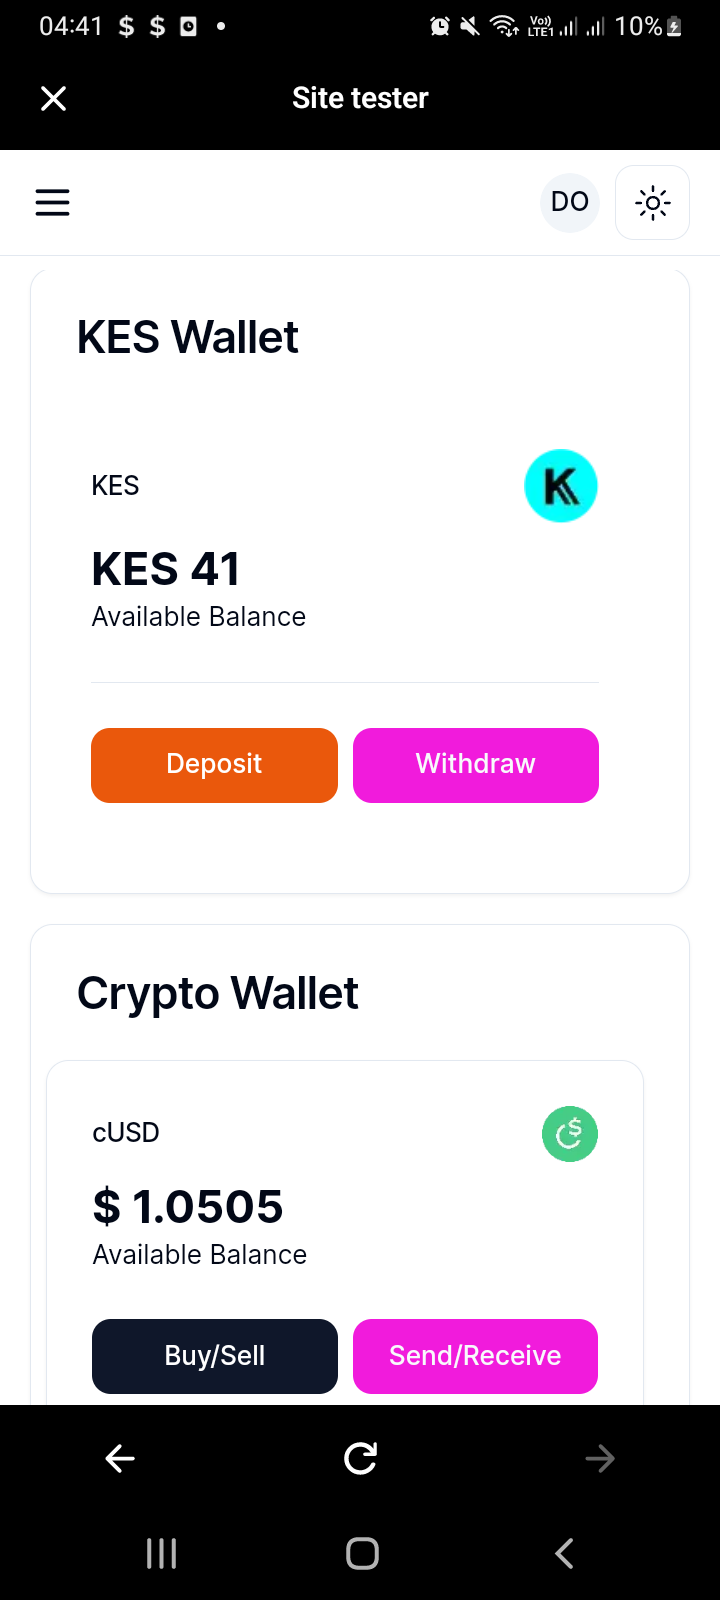 04:41 $ $ Vo)) LTE1 10%
Site tester
DO
KES Wallet
KES
K
KES 41
Available Balance
Deposit Withdraw
Crypto Wallet
cUSD
$
$ 1.0505
Available Balance
Buy/Sell Send/Receive